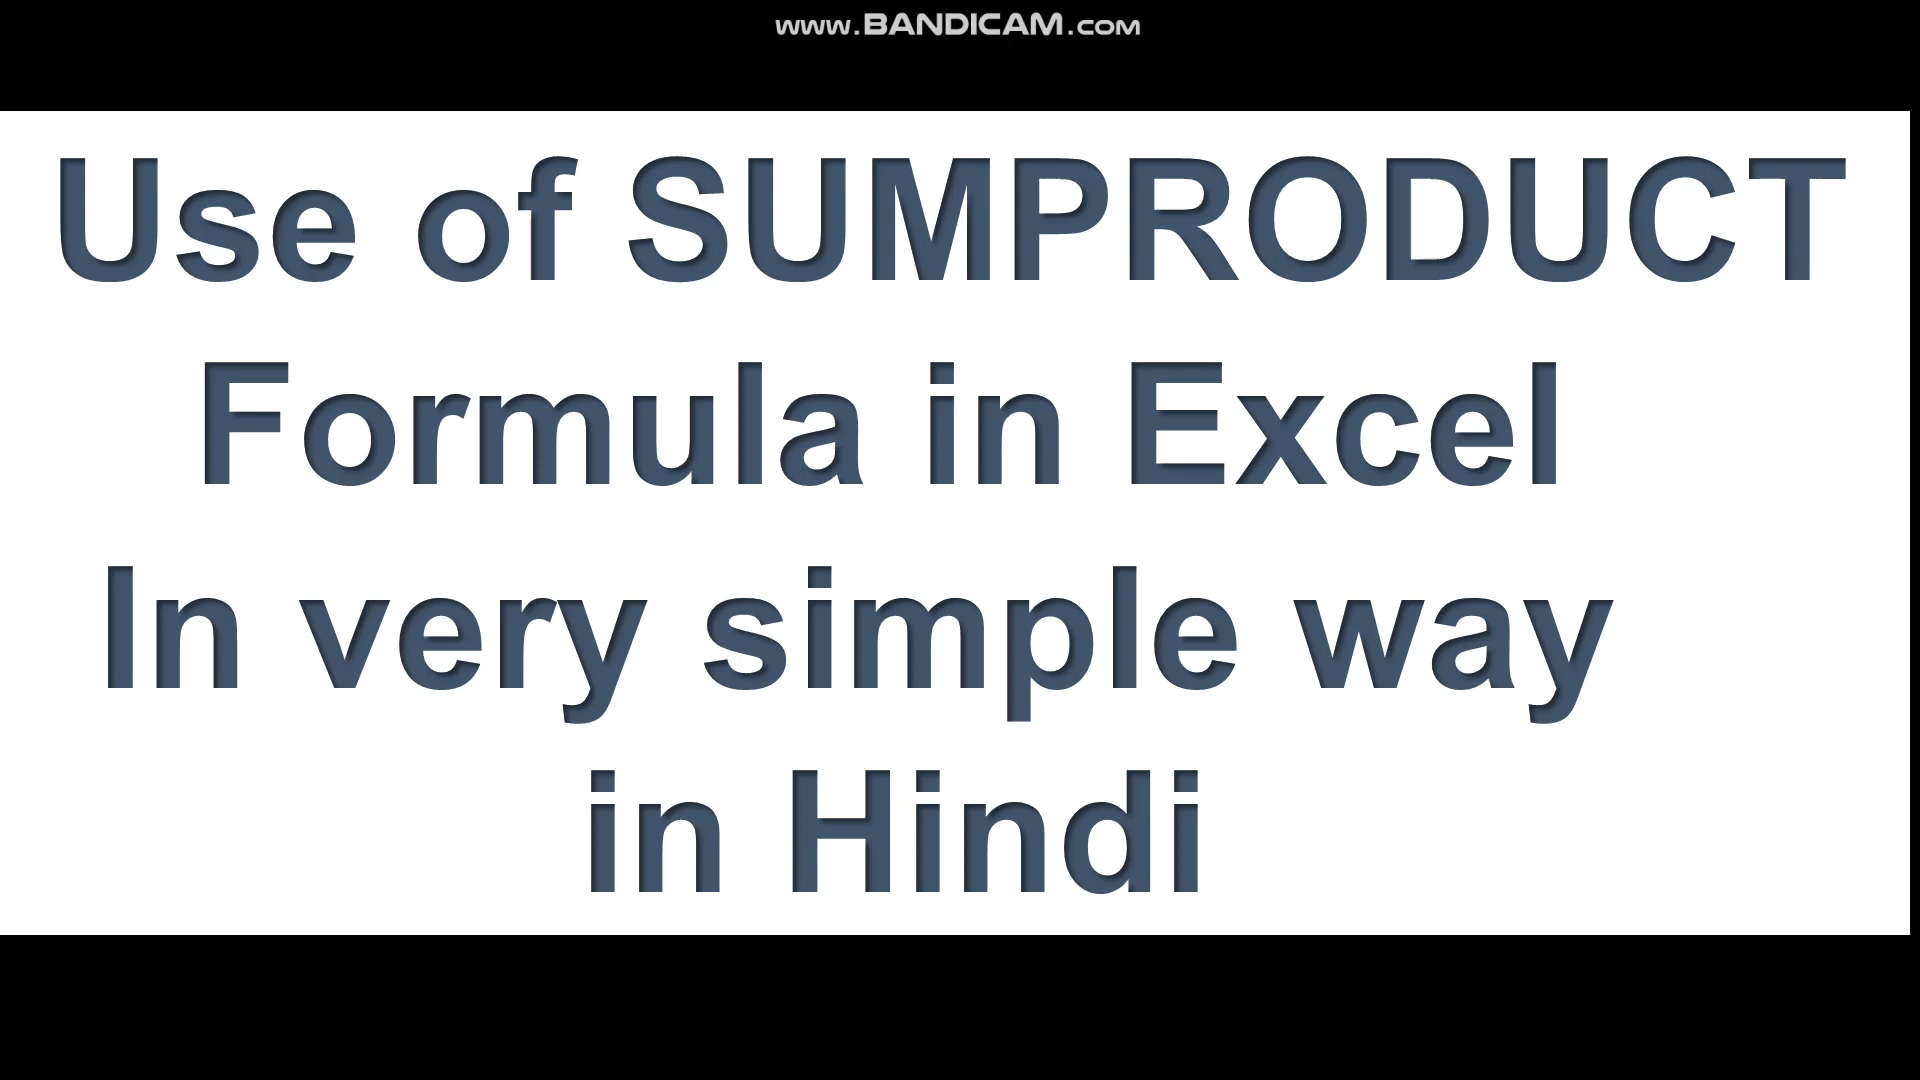 www.BANDICAM.com
Use of SUMPRODUCT
Formula in Excel
In very simple way
in Hindi